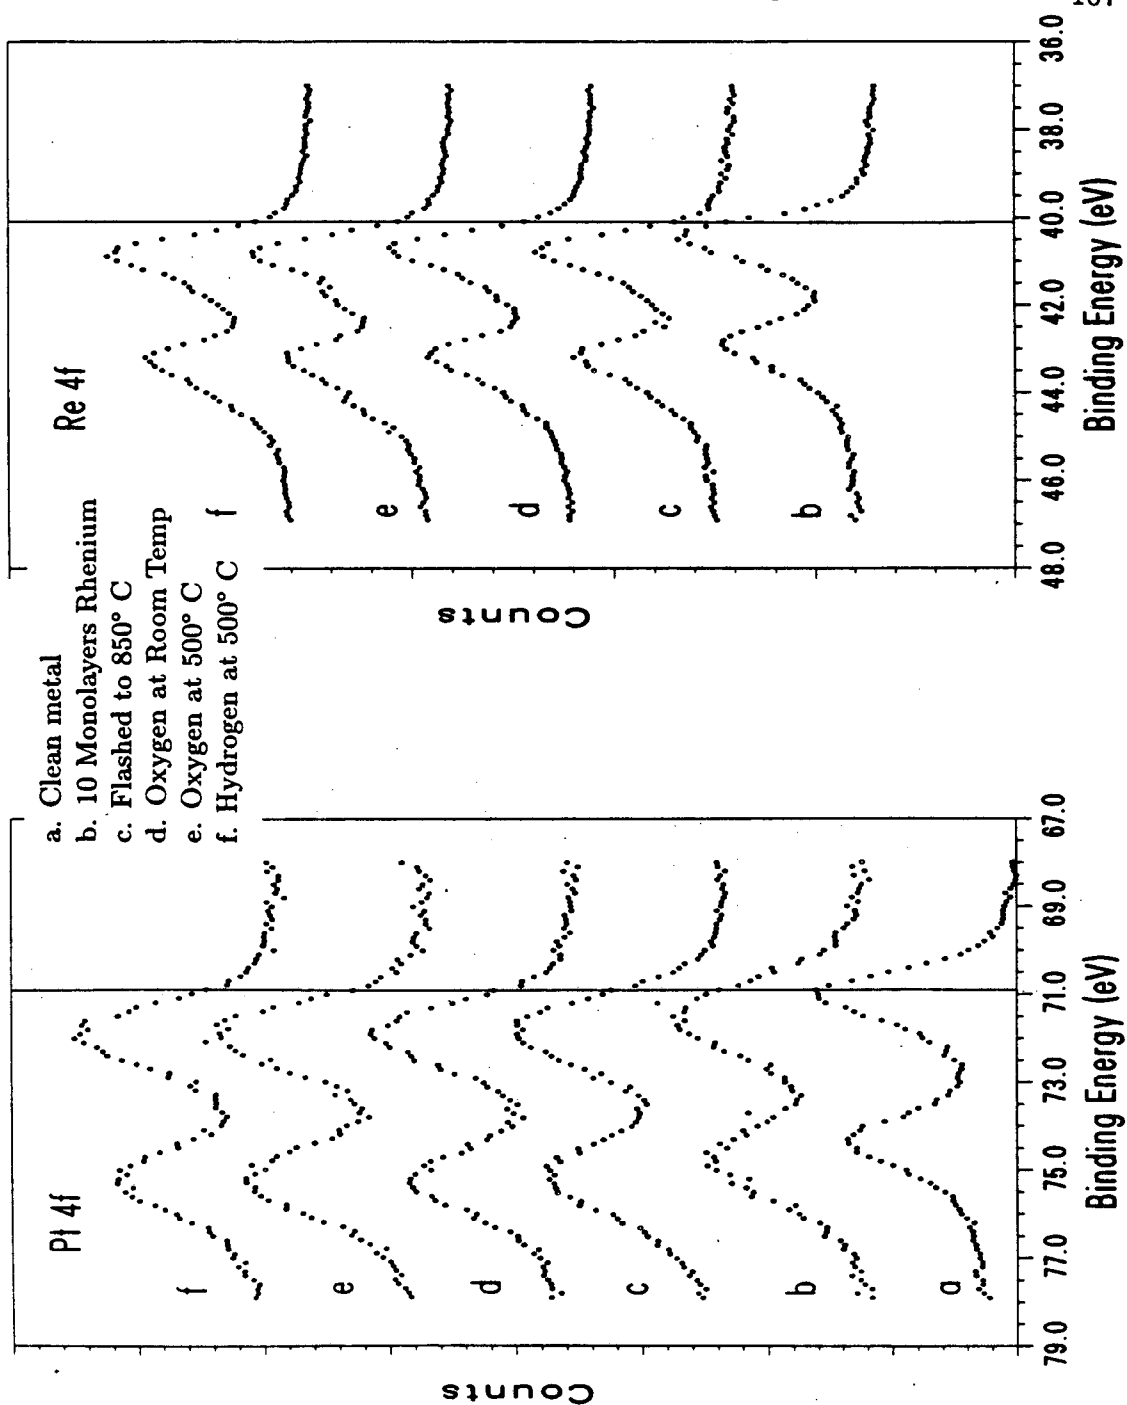 Pt 4f
f
e
d
c
b
a
Counts
79.0 77.0 75.0 73.0 71.0 69.0 67.0
Binding Energy (eV)
a. Clean metal
b. 10 Monolayers Rhenium
c. Flashed to 850° C
d. Oxygen at Room Temp
e. Oxygen at 500° C
f. Hydrogen at 500° C
Re 4f
f
e
d
c
b
Counts
48.0 46.0 44.0 42.0 40.0 38.0 36.0
Binding Energy (eV)